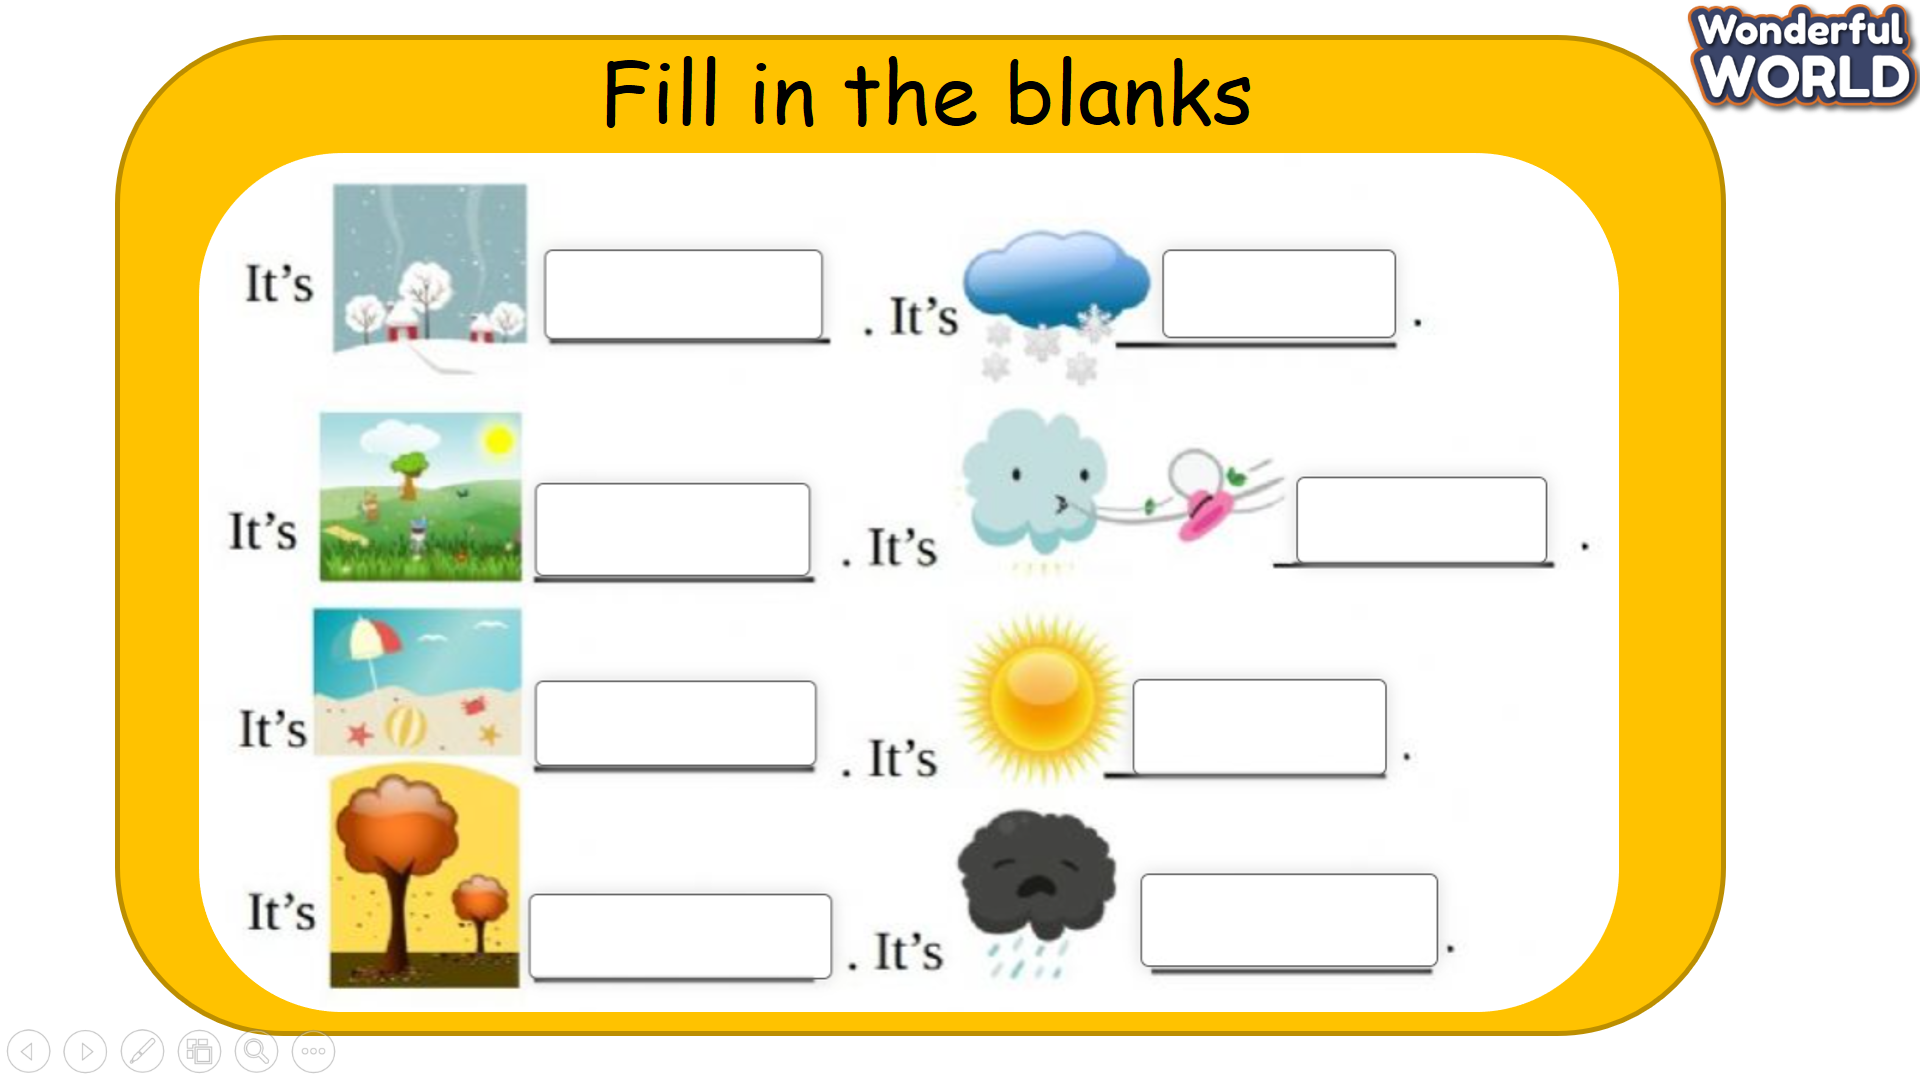 Wonderful
WORLD
Fill in the blanks
It's . It's .
It's . It's .
It's . It's .
It's . It's .